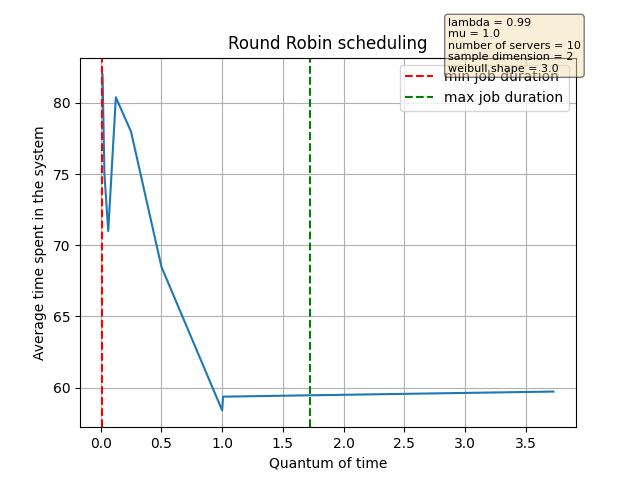 Round Robin scheduling
lambda = 0.99
mu = 1.0
number of servers = 10
sample dimension = 2
weibull shape = 3.0
min job duration
max job duration
Average time spent in the system
80
75
70
65
60
0.0 0.5 1.0 1.5 2.0 2.5 3.0 3.5
Quantum of time